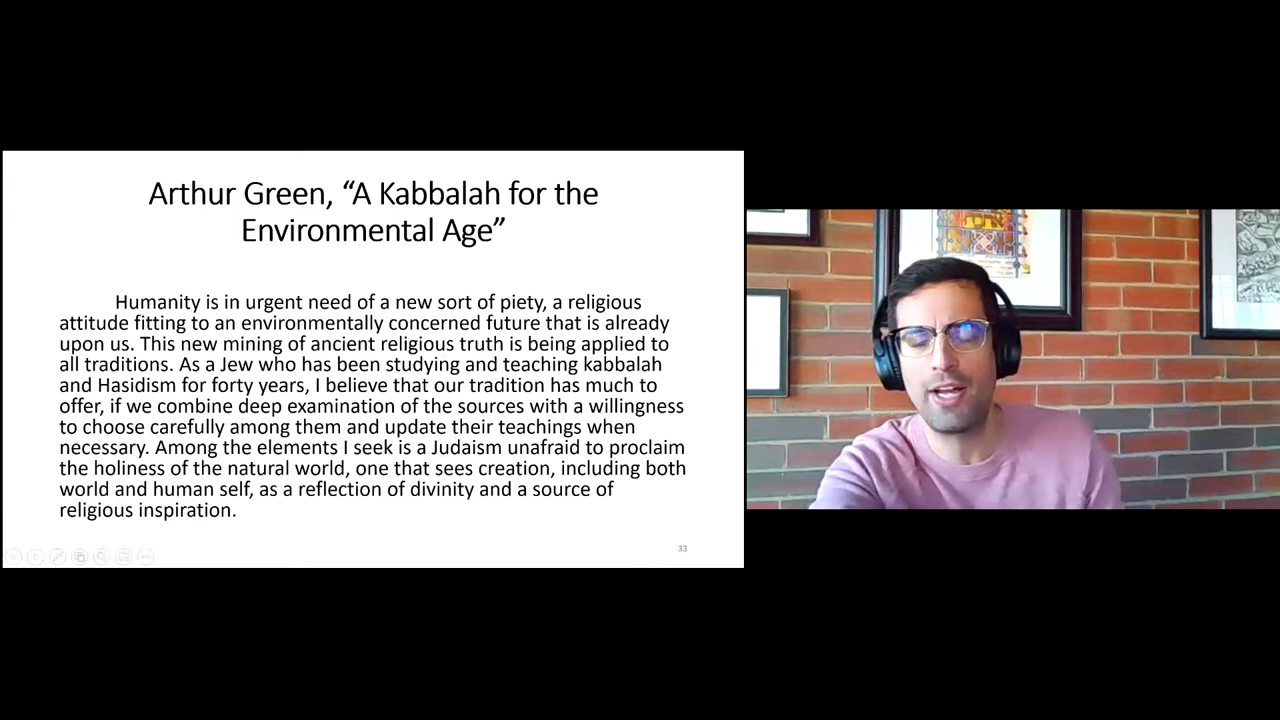 Arthur Green, “A Kabbalah for the
Environmental Age”
Humanity is in urgent need of a new sort of piety, a religious
attitude fitting to an environmentally concerned future that is already
upon us. This new mining of ancient religious truth is being applied to
all traditions. As a Jew who has been studying and teaching kabbalah
and Hasidism for forty years, I believe that our tradition has much to
offer, if we combine deep examination of the sources with a willingness
to choose carefully among them and update their teachings when
necessary. Among the elements I seek is a Judaism unafraid to proclaim
the holiness of the natural world, one that sees creation, including both
world and human self, as a reflection of divinity and a source of
religious inspiration.
33